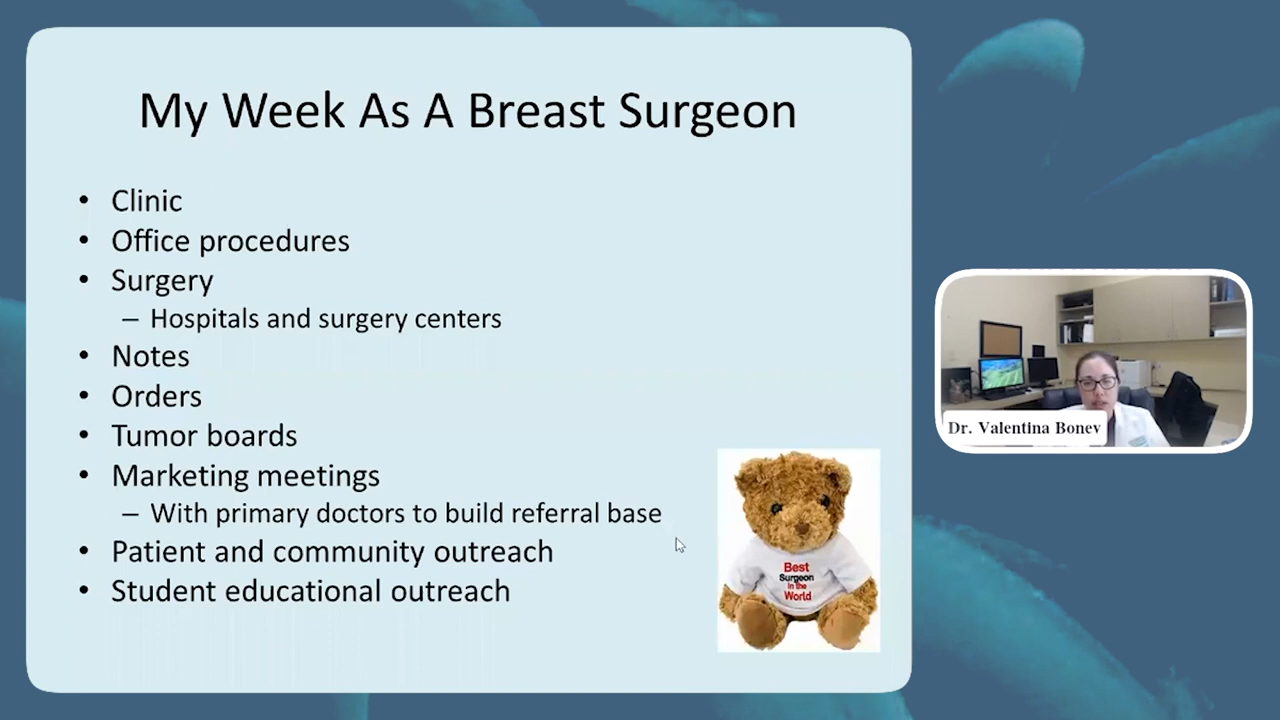 My Week As A Breast Surgeon
• Clinic
• Office procedures
• Surgery
– Hospitals and surgery centers
• Notes
• Orders
• Tumor boards
• Marketing meetings
– With primary doctors to build referral base
• Patient and community outreach
• Student educational outreach
Best
Surgeon
in the
World
Dr. Valentina Bonev